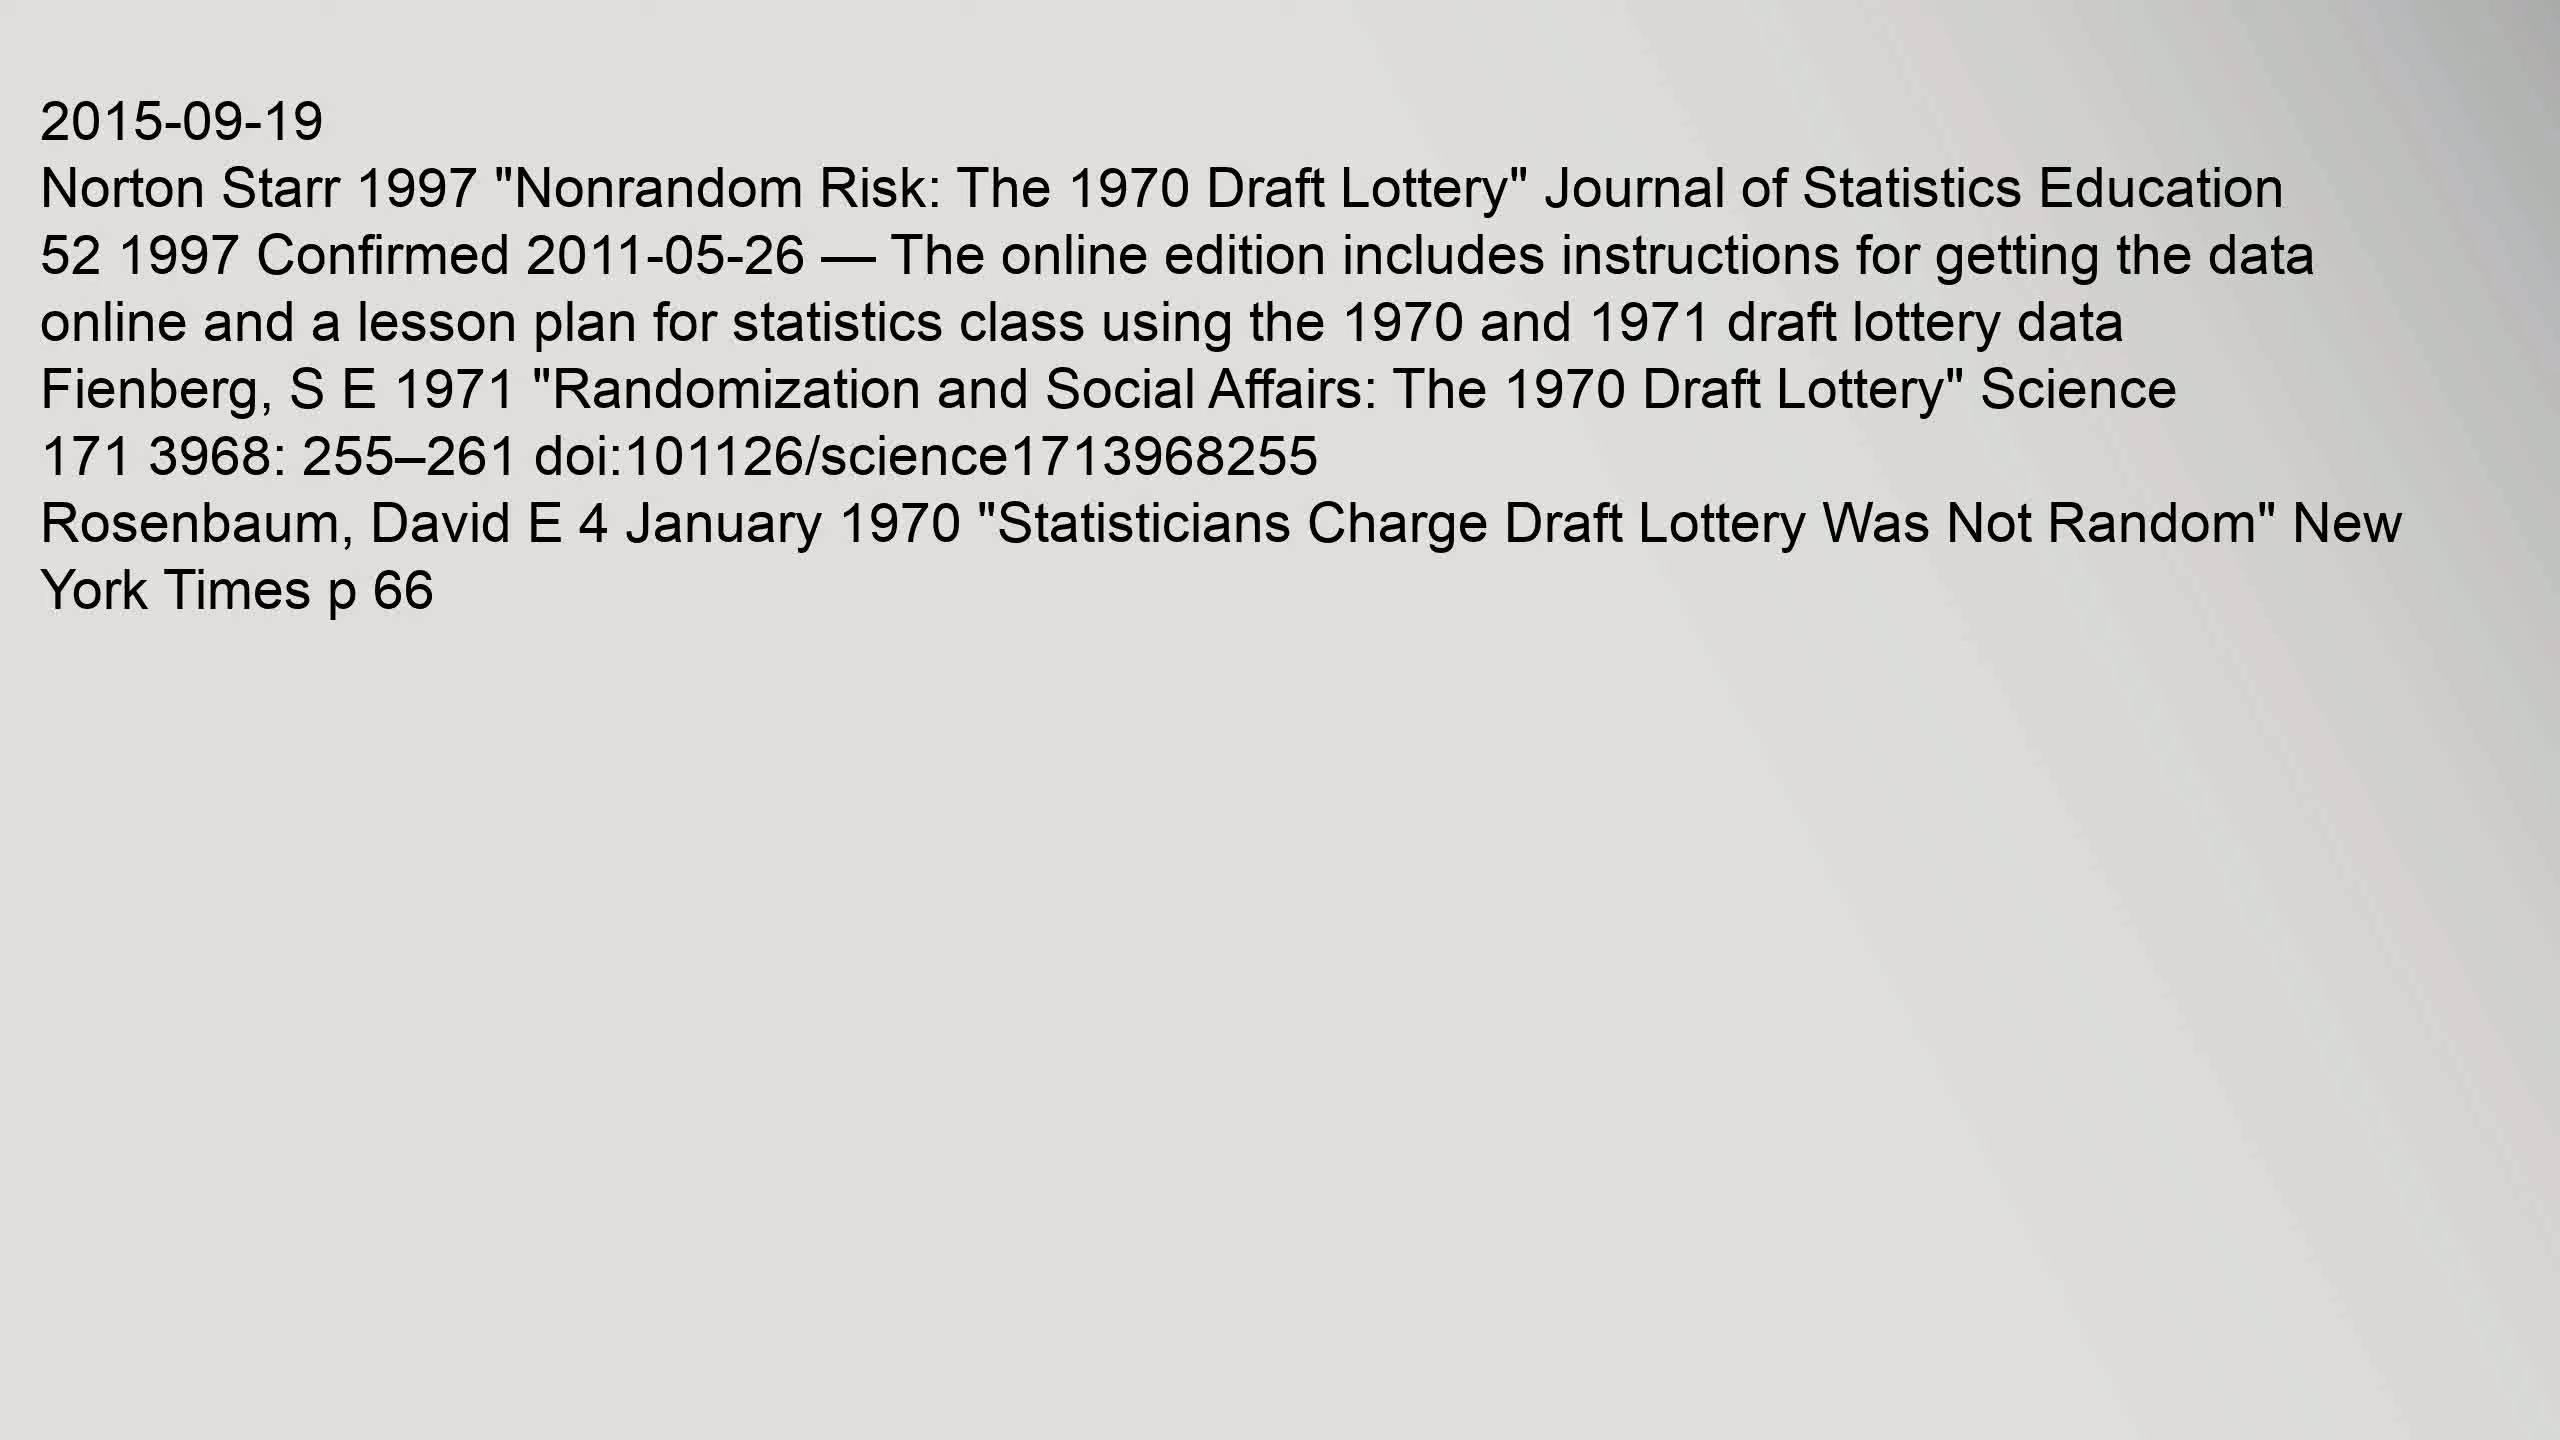 2015-09-19
Norton Starr 1997 "Nonrandom Risk: The 1970 Draft Lottery" Journal of Statistics Education
52 1997 Confirmed 2011-05-26 — The online edition includes instructions for getting the data
online and a lesson plan for statistics class using the 1970 and 1971 draft lottery data
Fienberg, S E 1971 "Randomization and Social Affairs: The 1970 Draft Lottery" Science
171 3968: 255–261 doi:101126/science1713968255
Rosenbaum, David E 4 January 1970 "Statisticians Charge Draft Lottery Was Not Random" New
York Times p 66